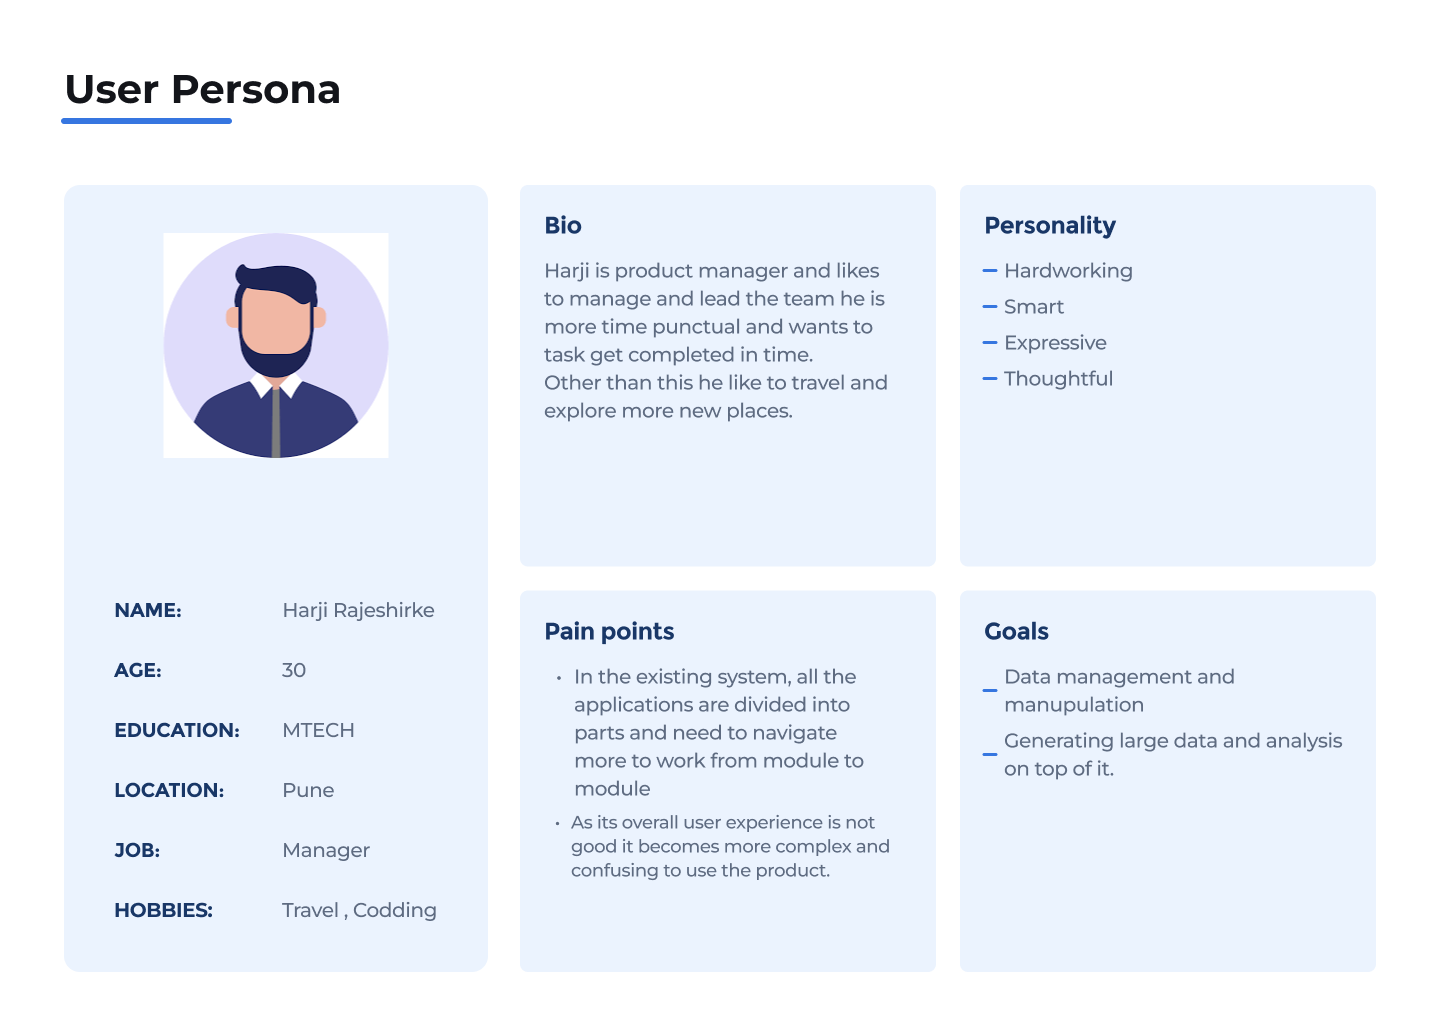 User Persona
NAME: Harji Rajeshirke
AGE: 30
EDUCATION: MTECH
LOCATION: Pune
JOB: Manager
HOBBIES: Travel , Codding
Bio
Harji is product manager and likes
to manage and lead the team he is
more time punctual and wants to
task get completed in time.
Other than this he like to travel and
explore more new places.
Personality
Hardworking
Smart
Expressive
Thoughtful
Pain points
• In the existing system, all the
applications are divided into
parts and need to navigate
more to work from module to
module
• As its overall user experience is not
good it becomes more complex and
confusing to use the product.
Goals
Data management and
manupulation
Generating large data and analysis
on top of it.